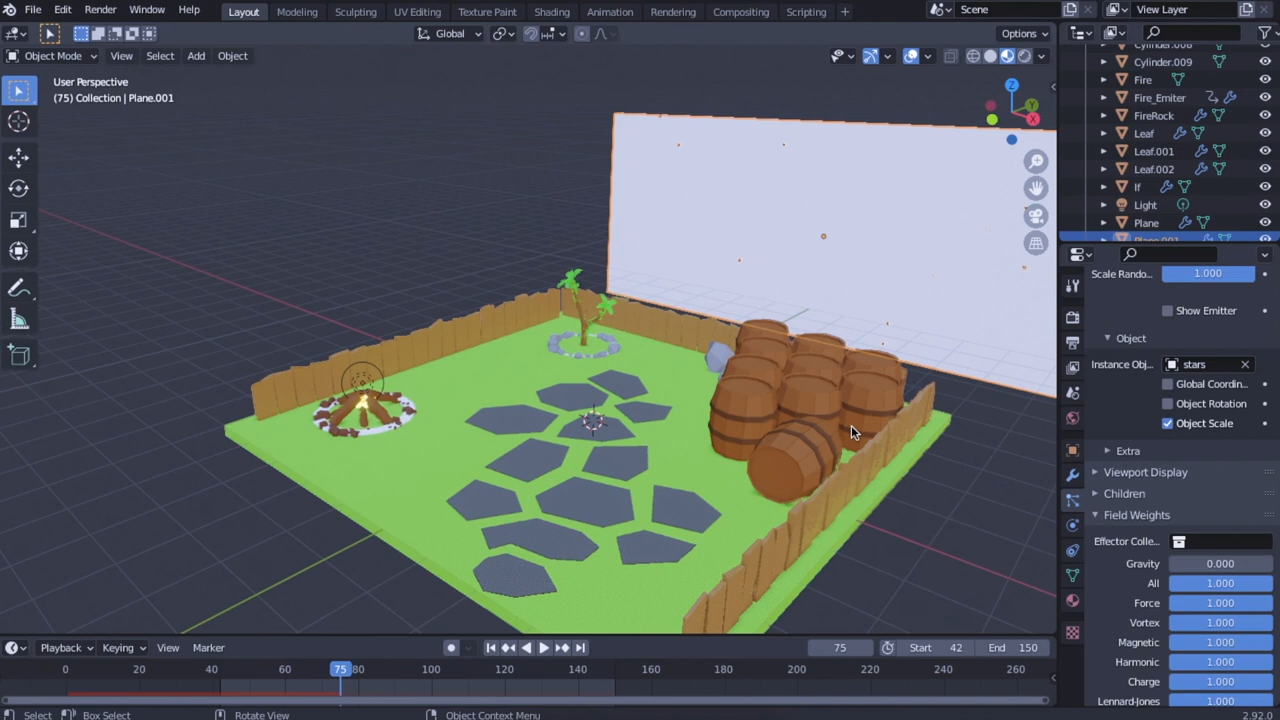 File Edit Render Window Help Layout Modeling Sculpting UV Editing Texture Paint Shading Animation Rendering Compositing Scripting + Scene View Layer
Global Options
Object Mode View Select Add Object
User Perspective
(75) Collection | Plane.001
Z
Y
X
Cylinder.008
Cylinder.009
Fire
Fire_Emiter
FireRock
Leaf
Leaf.001
Leaf.002
lf
Light
Plane
Plane.001
Scale Rando... 1.000
Show Emitter
Object
Instance Obj... stars
Global Coordin...
Object Rotation
Object Scale
Extra
Viewport Display
Children
Field Weights
Effector Colle...
Gravity 0.000
All 1.000
Force 1.000
Vortex 1.000
Magnetic 1.000
Harmonic 1.000
Charge 1.000
Lennard-Jones 1.000
Playback Keying View Marker 75 Start 42 End 150
0 20 40 60 75 80 100 120 140 160 180 200 220 240 260
Select Box Select Rotate View Object Context Menu 2.92.0